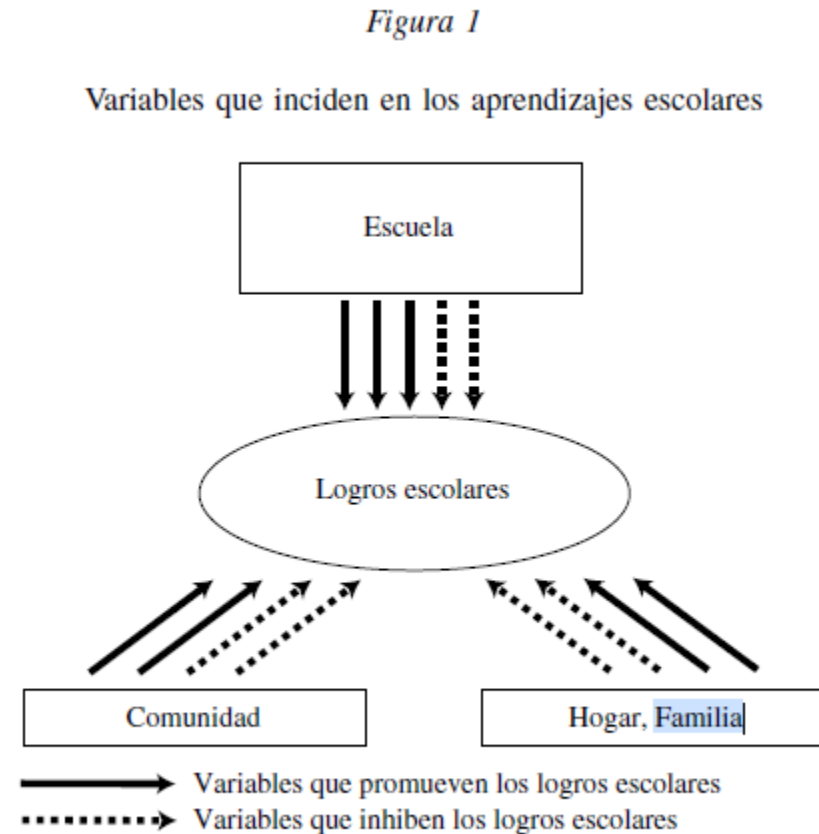 Figura 1
Variables que inciden en los aprendizajes escolares
Escuela
Logros escolares
Comunidad
Hogar, Familia
Variables que promueven los logros escolares
Variables que inhiben los logros escolares